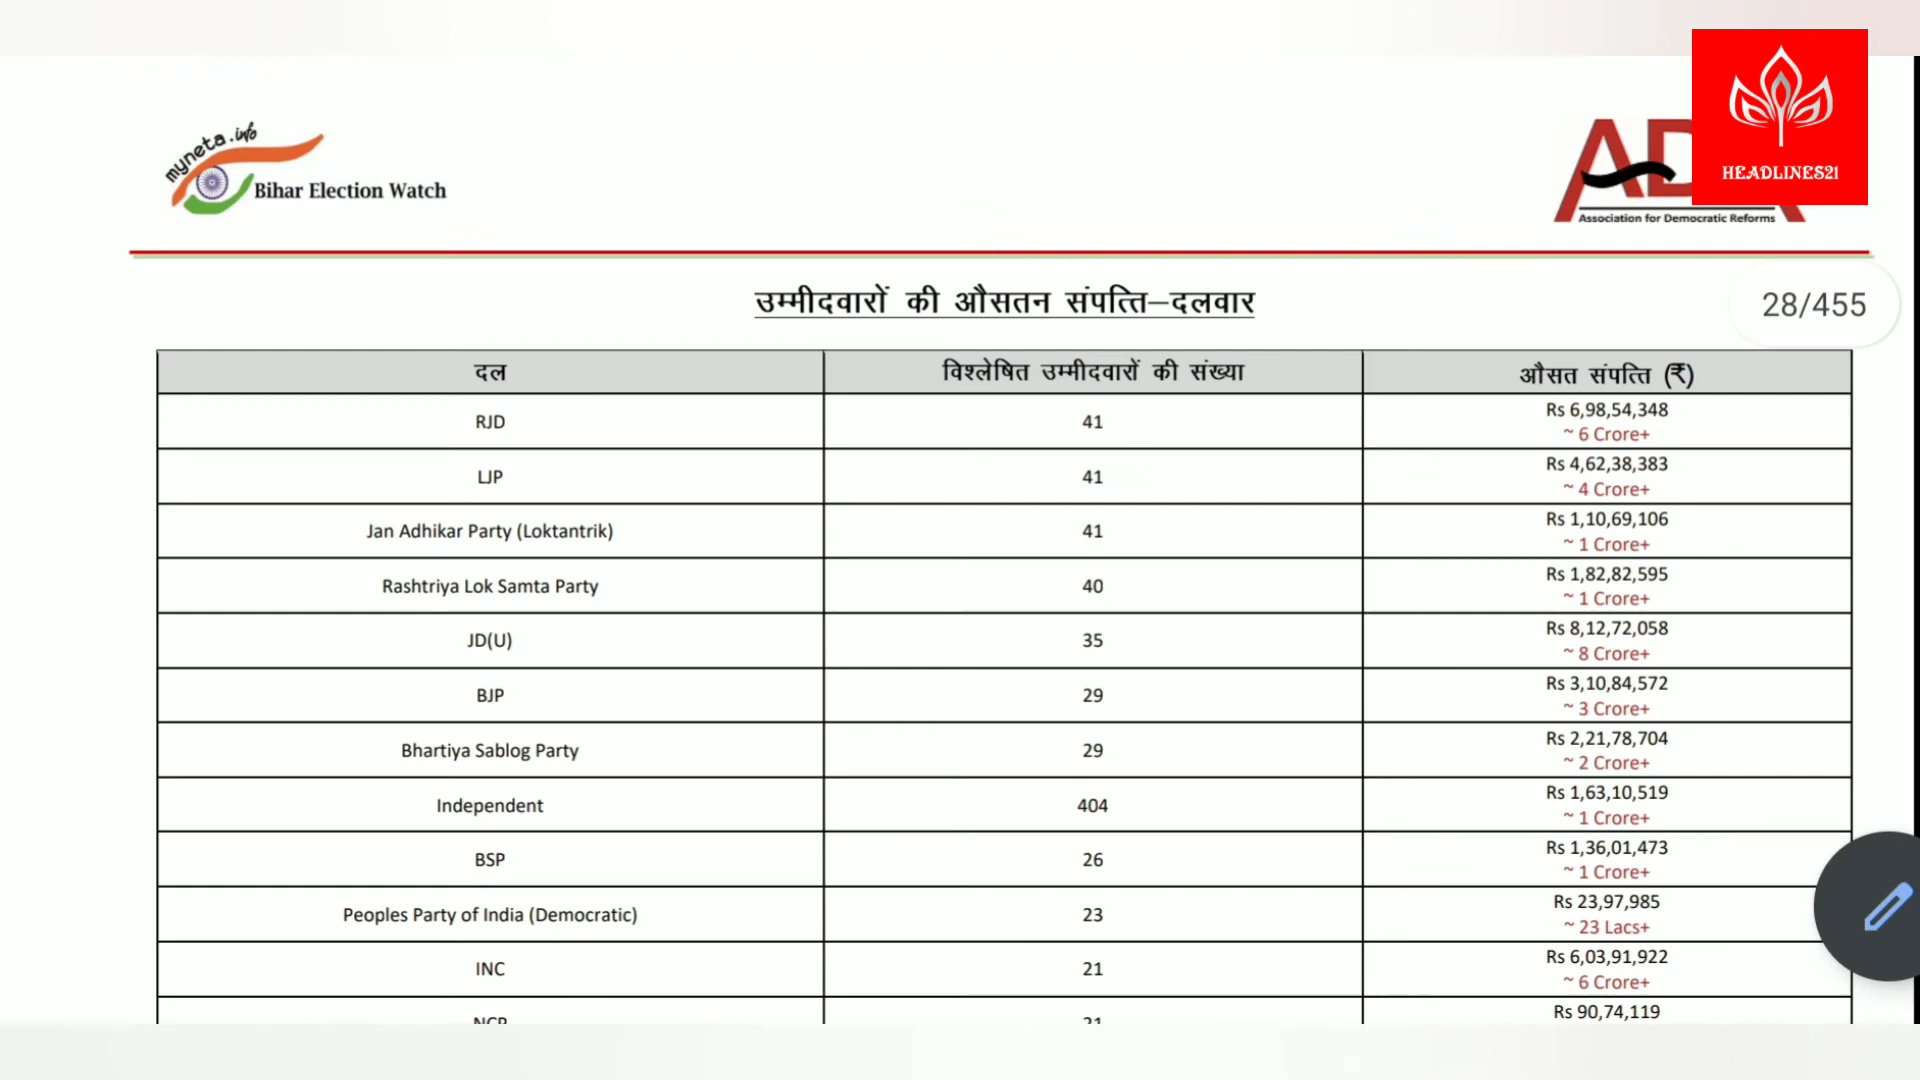 myneta.info
Bihar Election Watch
HEADLINES21
Association for Democratic Reforms
उम्मीदवारों की औसतन संपत्ति–दलवार
28/455
दल विश्लेषित उम्मीदवारों की संख्या औसत संपत्ति (₹)
RJD 41 Rs 6,98,54,348
~ 6 Crore+
LJP 41 Rs 4,62,38,383
~ 4 Crore+
Jan Adhikar Party (Loktantrik) 41 Rs 1,10,69,106
~ 1 Crore+
Rashtriya Lok Samta Party 40 Rs 1,82,82,595
~ 1 Crore+
JD(U) 35 Rs 8,12,72,058
~ 8 Crore+
BJP 29 Rs 3,10,84,572
~ 3 Crore+
Bhartiya Sablog Party 29 Rs 2,21,78,704
~ 2 Crore+
Independent 404 Rs 1,63,10,519
~ 1 Crore+
BSP 26 Rs 1,36,01,473
~ 1 Crore+
Peoples Party of India (Democratic) 23 Rs 23,97,985
~ 23 Lacs+
INC 21 Rs 6,03,91,922
~ 6 Crore+
NCP 21 Rs 90,74,119